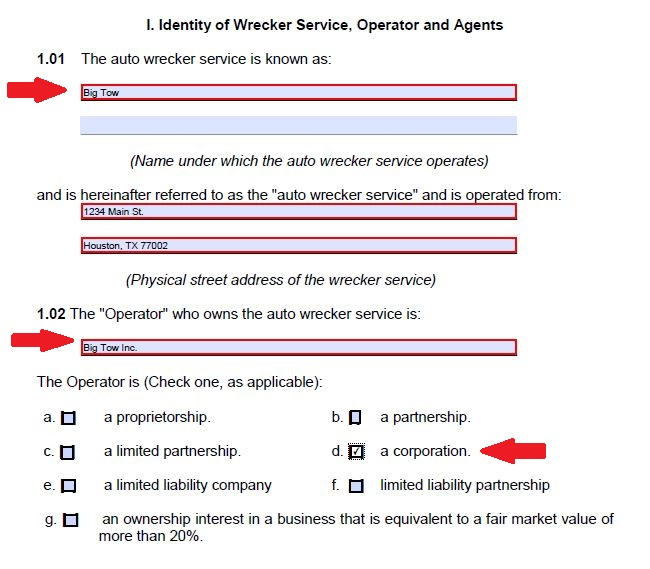 I. Identity of Wrecker Service, Operator and Agents
1.01 The auto wrecker service is known as:
Big Tow
(Name under which the auto wrecker service operates)
and is hereinafter referred to as the "auto wrecker service" and is operated from:
1234 Main St.
Houston, TX 77002
(Physical street address of the wrecker service)
1.02 The "Operator" who owns the auto wrecker service is:
Big Tow Inc.
The Operator is (Check one, as applicable):
a. a proprietorship. b. a partnership.
c. a limited partnership. d. a corporation.
e. a limited liability company f. limited liability partnership
g. an ownership interest in a business that is equivalent to a fair market value of
more than 20%.